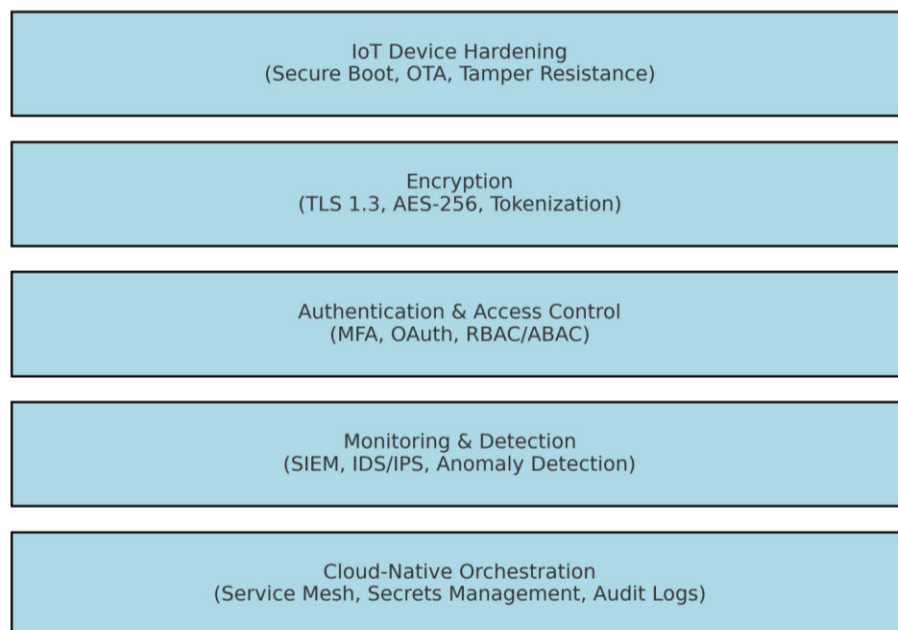 IoT Device Hardening
(Secure Boot, OTA, Tamper Resistance)
Encryption
(TLS 1.3, AES-256, Tokenization)
Authentication & Access Control
(MFA, OAuth, RBAC/ABAC)
Monitoring & Detection
(SIEM, IDS/IPS, Anomaly Detection)
Cloud-Native Orchestration
(Service Mesh, Secrets Management, Audit Logs)